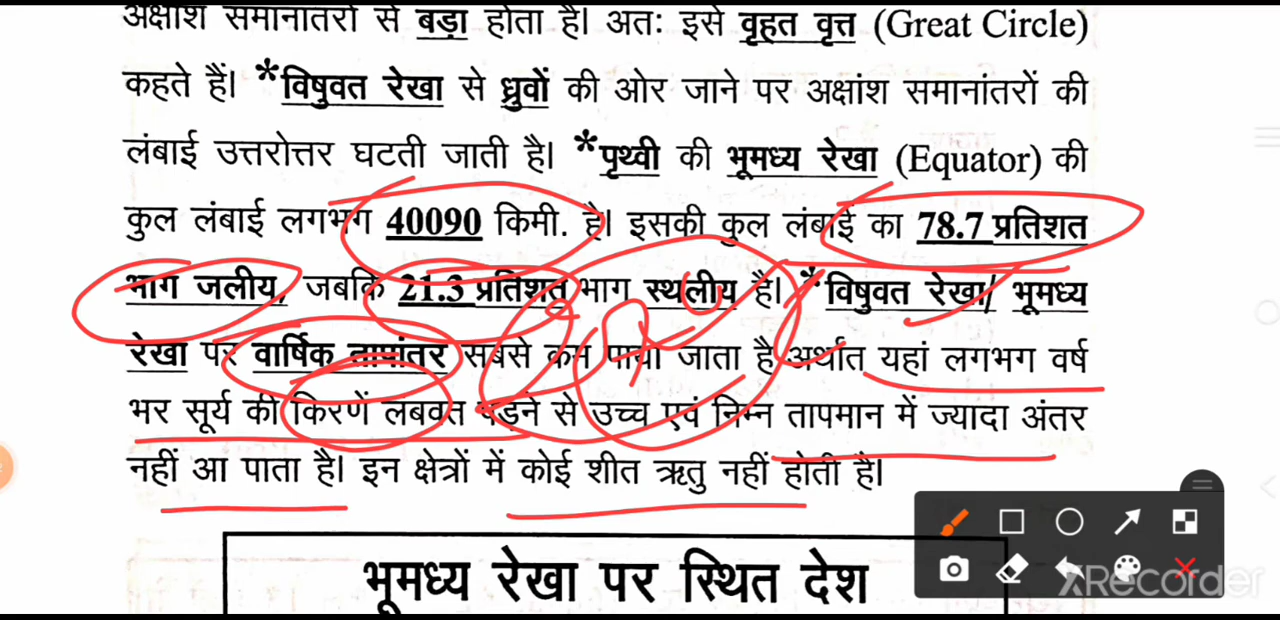 अक्षांश समानांतरों से बड़ा होता है। अतः इसे वृहत वृत्त (Great Circle)
कहते हैं। *विषुवत रेखा से ध्रुवों की ओर जाने पर अक्षांश समानांतरों की
लंबाई उत्तरोत्तर घटती जाती है। *पृथ्वी की भूमध्य रेखा (Equator) की
कुल लंबाई लगभग 40090 किमी. है। इसकी कुल लंबाई का 78.7 प्रतिशत
भाग जलीय, जबकि 21.3 प्रतिशत भाग स्थलीय है। *विषुवत रेखा/ भूमध्य
रेखा पर वार्षिक तापांतर सबसे कम पाया जाता है अर्थात यहां लगभग वर्ष
भर सूर्य की किरणें लंबवत पड़ने से उच्च एवं निम्न तापमान में ज्यादा अंतर
नहीं आ पाता है। इन क्षेत्रों में कोई शीत ऋतु नहीं होती है।
भूमध्य रेखा पर स्थित देश
XRecorder